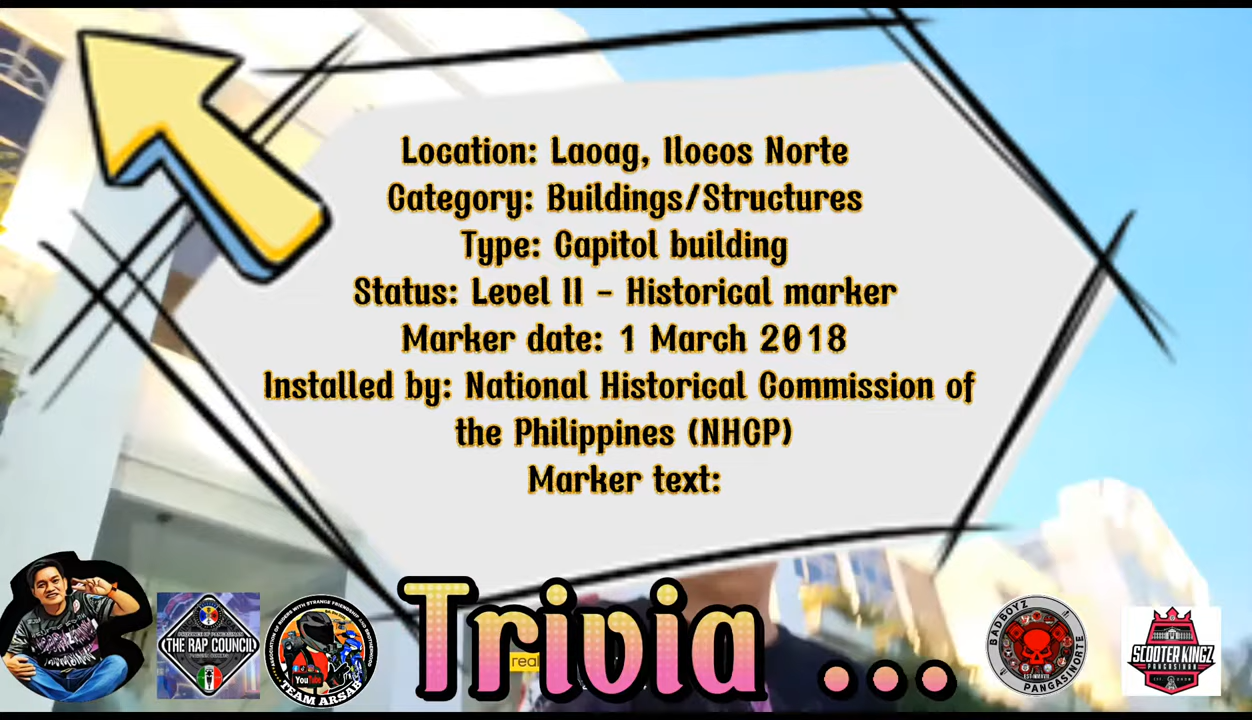 Location: Laoag, Ilocos Norte
Category: Buildings/Structures
Type: Capitol building
Status: Level II - Historical marker
Marker date: 1 March 2018
Installed by: National Historical Commission of
the Philippines (NHCP)
Marker text:
Trivia ...
real
THE RAP COUNCIL
YouTube
TEAM ARSAB
BADBOYZ
PANGASINORTE
SCOOTER KINGZ
PANGASINAN